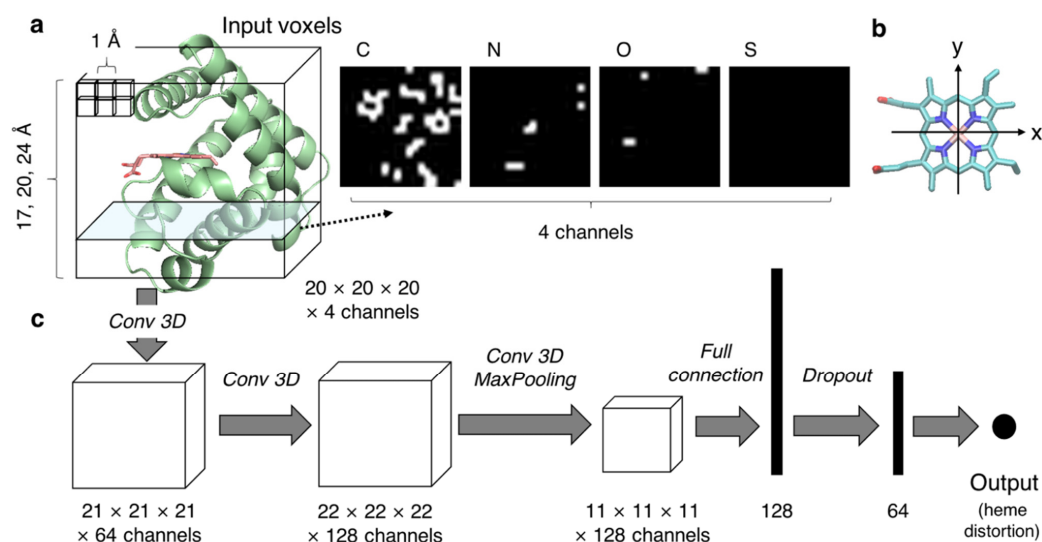 a
Input voxels
1 Å
17, 20, 24 Å
C
N
O
S
4 channels
20 × 20 × 20
× 4 channels
b
y
x
c
Conv 3D
Conv 3D
Conv 3D
MaxPooling
Full
connection
Dropout
21 × 21 × 21
× 64 channels
22 × 22 × 22
× 128 channels
11 × 11 × 11
× 128 channels
128
64
Output
(heme
distortion)